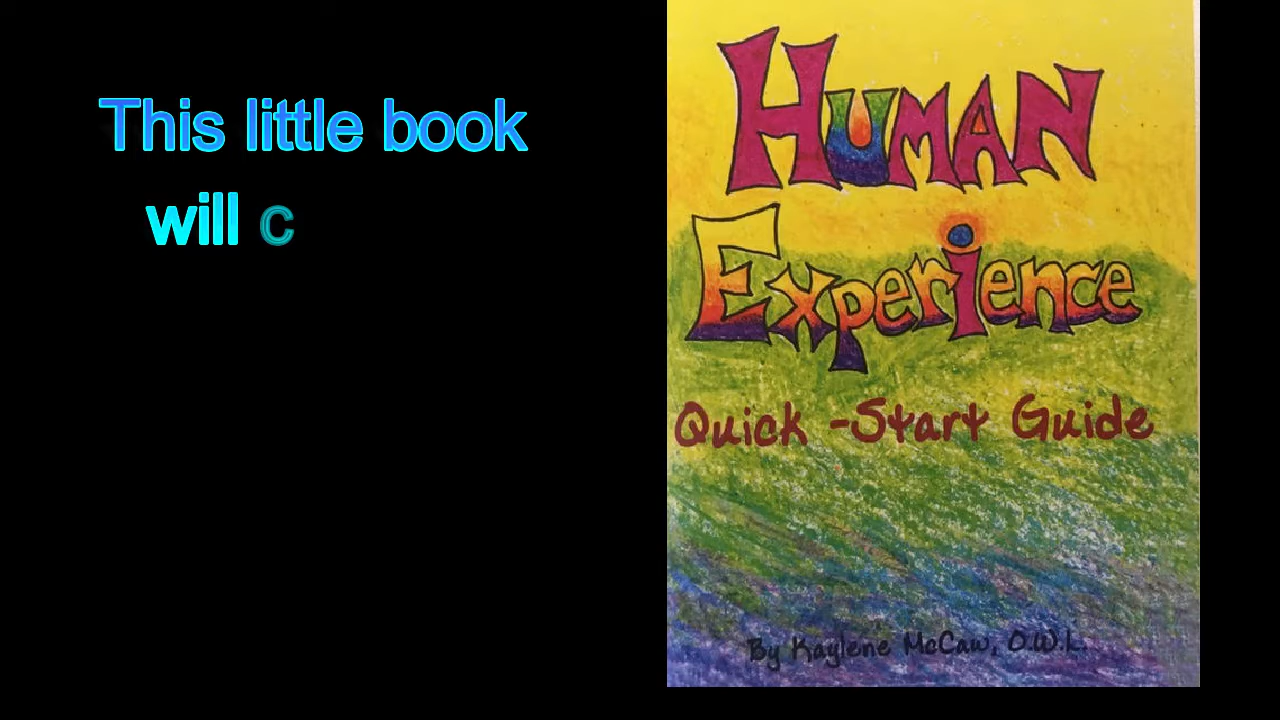 This little book
will c
Human
Experience
Quick-Start Guide
By Kaylene McCaw, O.W.L.